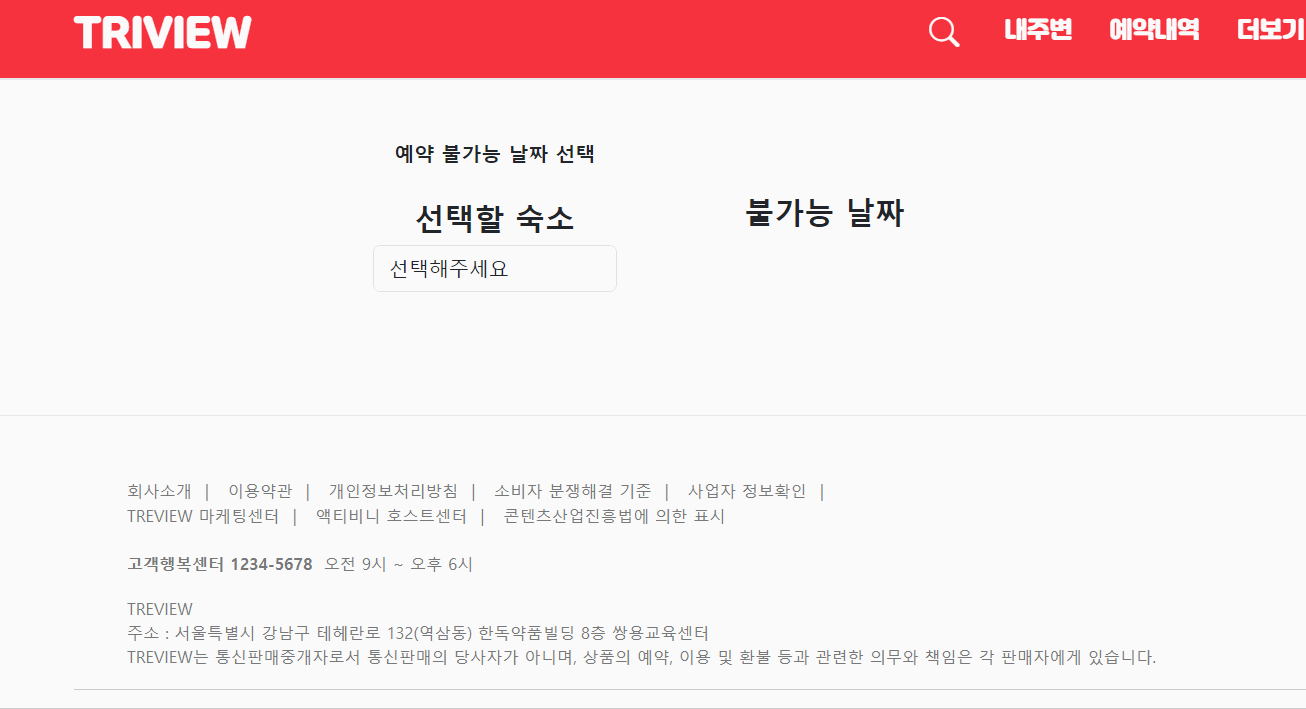 TRIVIEW 내주변 예약내역 더보기
예약 불가능 날짜 선택
선택할 숙소 불가능 날짜
선택해주세요
회사소개 | 이용약관 | 개인정보처리방침 | 소비자 분쟁해결 기준 | 사업자 정보확인 |
TREVIEW 마케팅센터 | 액티비니 호스트센터 | 콘텐츠산업진흥법에 의한 표시
고객행복센터 1234-5678 오전 9시 ~ 오후 6시
TREVIEW
주소 : 서울특별시 강남구 테헤란로 132(역삼동) 한독약품빌딩 8층 쌍용교육센터
TREVIEW는 통신판매중개자로서 통신판매의 당사자가 아니며, 상품의 예약, 이용 및 환불 등과 관련한 의무와 책임은 각 판매자에게 있습니다.